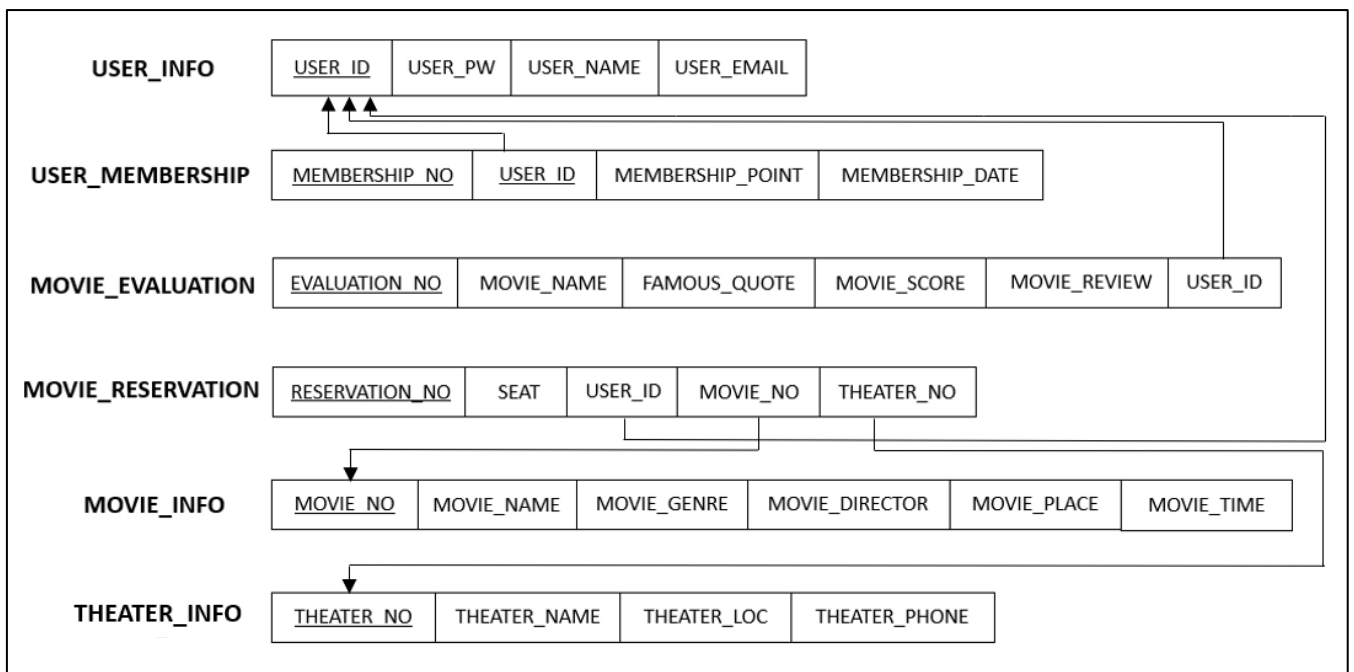 USER_INFO USER_ID USER_PW USER_NAME USER_EMAIL
USER_MEMBERSHIP MEMBERSHIP_NO USER_ID MEMBERSHIP_POINT MEMBERSHIP_DATE
MOVIE_EVALUATION EVALUATION_NO MOVIE_NAME FAMOUS_QUOTE MOVIE_SCORE MOVIE_REVIEW USER_ID
MOVIE_RESERVATION RESERVATION_NO SEAT USER_ID MOVIE_NO THEATER_NO
MOVIE_INFO MOVIE_NO MOVIE_NAME MOVIE_GENRE MOVIE_DIRECTOR MOVIE_PLACE MOVIE_TIME
THEATER_INFO THEATER_NO THEATER_NAME THEATER_LOC THEATER_PHONE